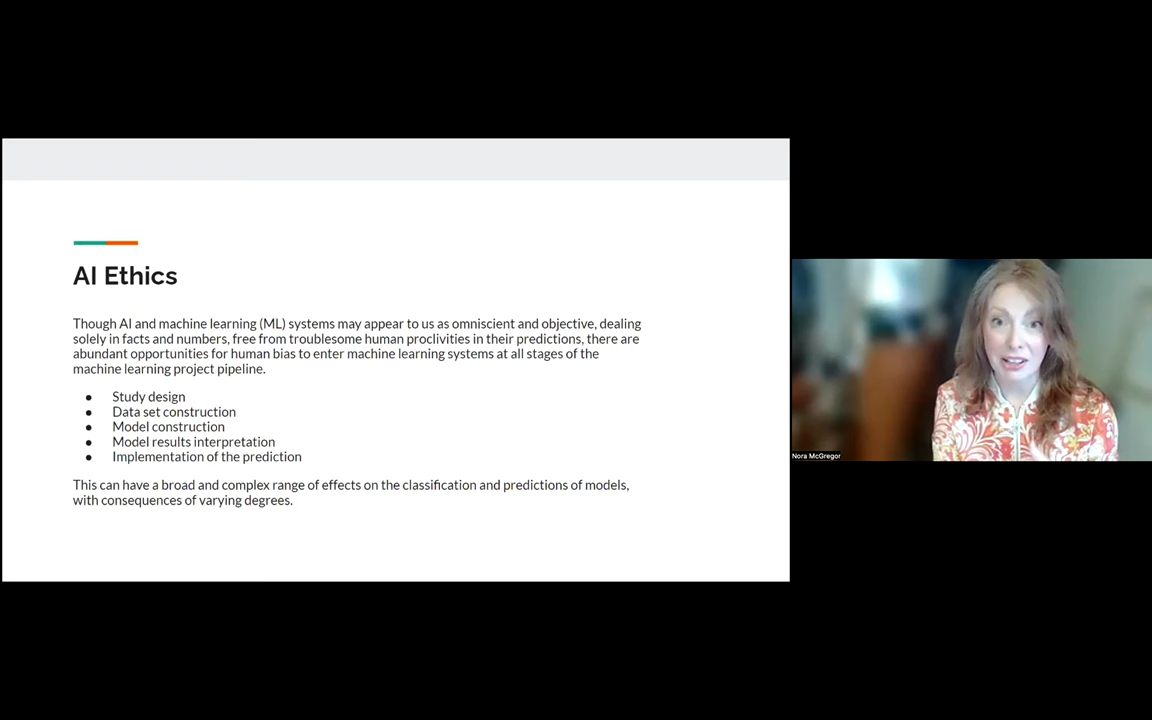 AI Ethics
Though AI and machine learning (ML) systems may appear to us as omniscient and objective, dealing
solely in facts and numbers, free from troublesome human proclivities in their predictions, there are
abundant opportunities for human bias to enter machine learning systems at all stages of the
machine learning project pipeline.
● Study design
● Data set construction
● Model construction
● Model results interpretation
● Implementation of the prediction
This can have a broad and complex range of effects on the classification and predictions of models,
with consequences of varying degrees.
Nora McGregor